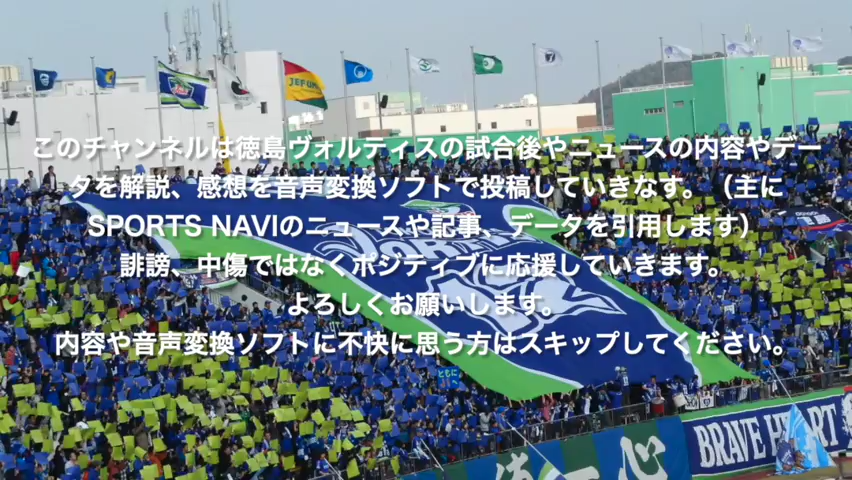 JEF UNI
このチャンネルは徳島ヴォルティスの試合後やニュースの内容やデー
タを解説、感想を音声変換ソフトで投稿していきなす。（主に
SPORTS NAVIのニュースや記事、データを引用します）
誹謗、中傷ではなくポジティブに応援していきます。
よろしくお願いします。
内容や音声変換ソフトに不快に思う方はスキップしてください。
ともに
BRAVE HEART
一心